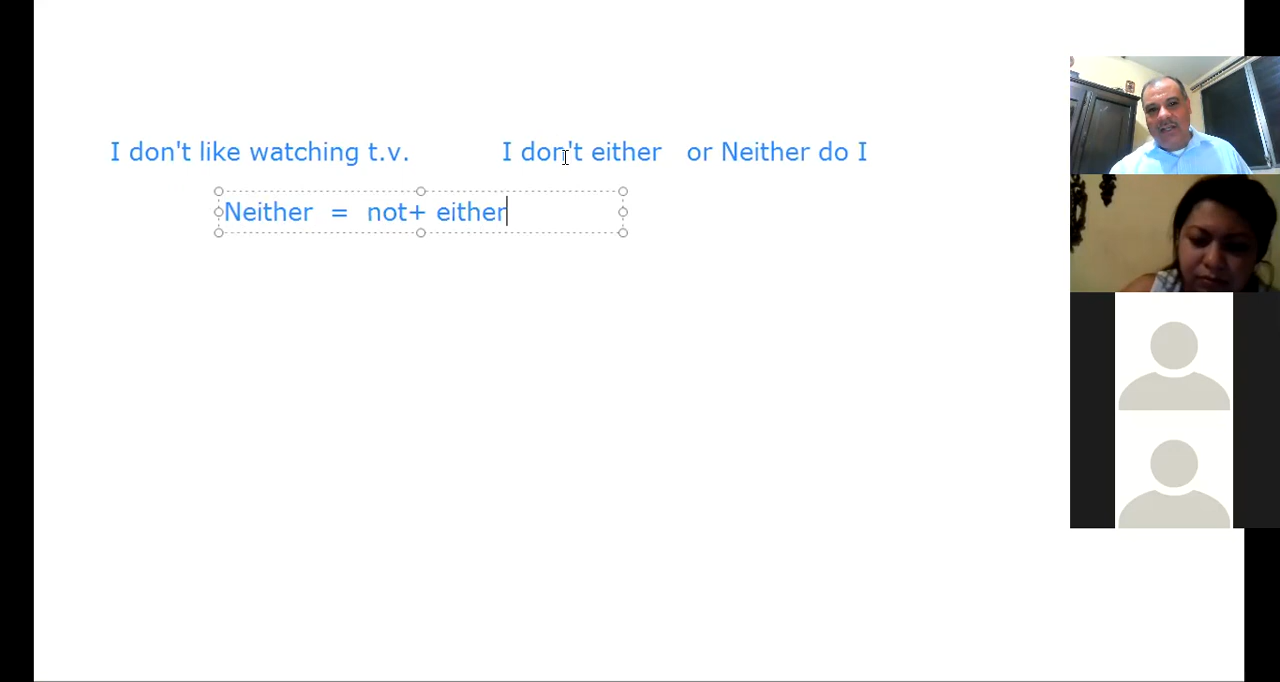 I don't like watching t.v. I don't either or Neither do I
Neither = not+ either